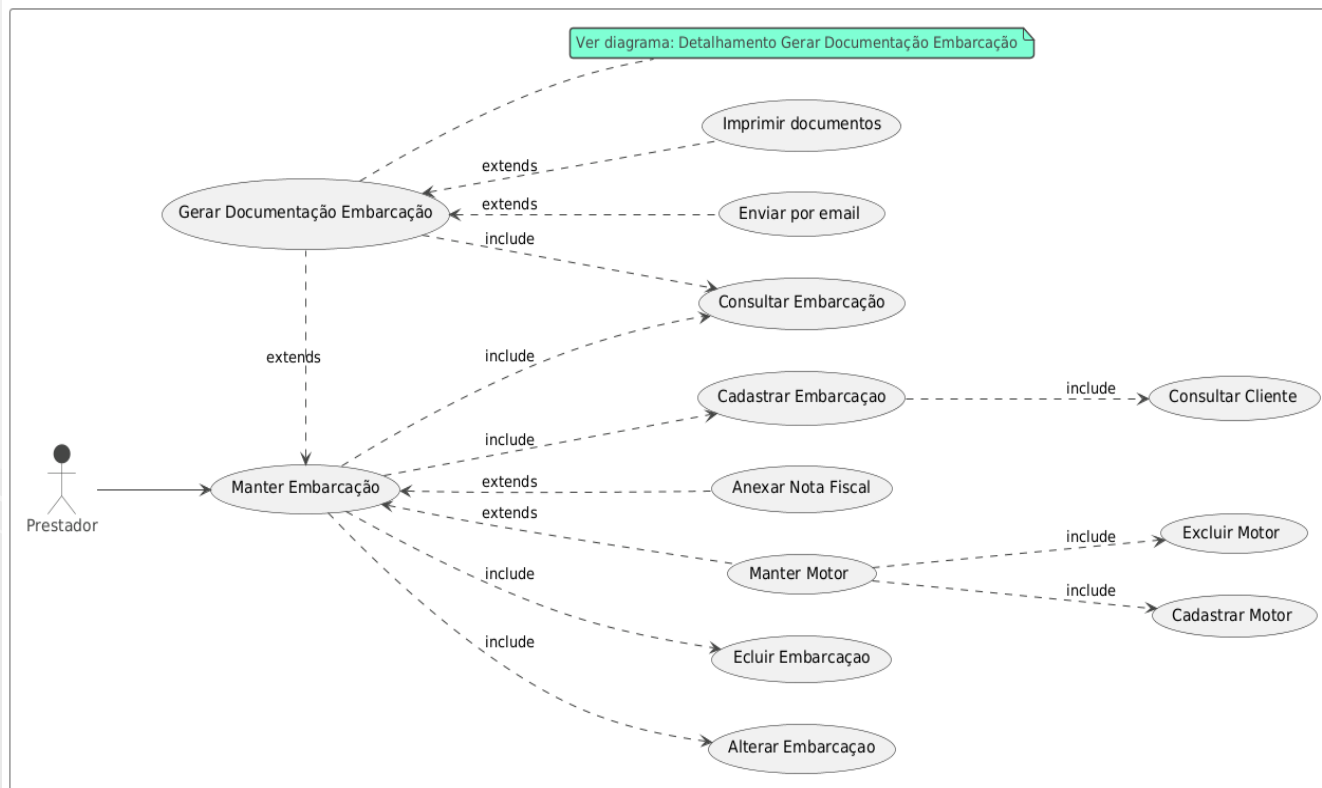 Ver diagrama: Detalhamento Gerar Documentação Embarcação
Imprimir documentos
extends
Gerar Documentação Embarcação
extends
Enviar por email
include
Consultar Embarcação
extends
include
Cadastrar Embarcaçao
include
Consultar Cliente
include
Prestador
Manter Embarcação
extends
Anexar Nota Fiscal
extends
Manter Motor
include
Excluir Motor
include
Cadastrar Motor
include
Ecluir Embarcaçao
include
Alterar Embarcaçao